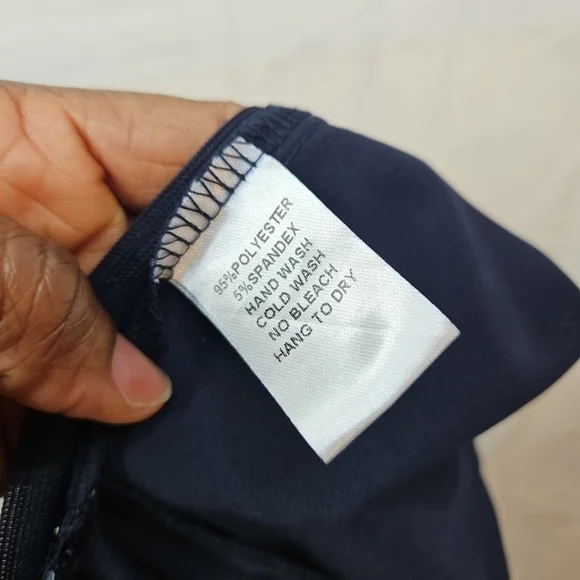 95%POLYESTER
5%SPANDEX
HAND WASH
COLD WASH
NO BLEACH
HANG TO DRY